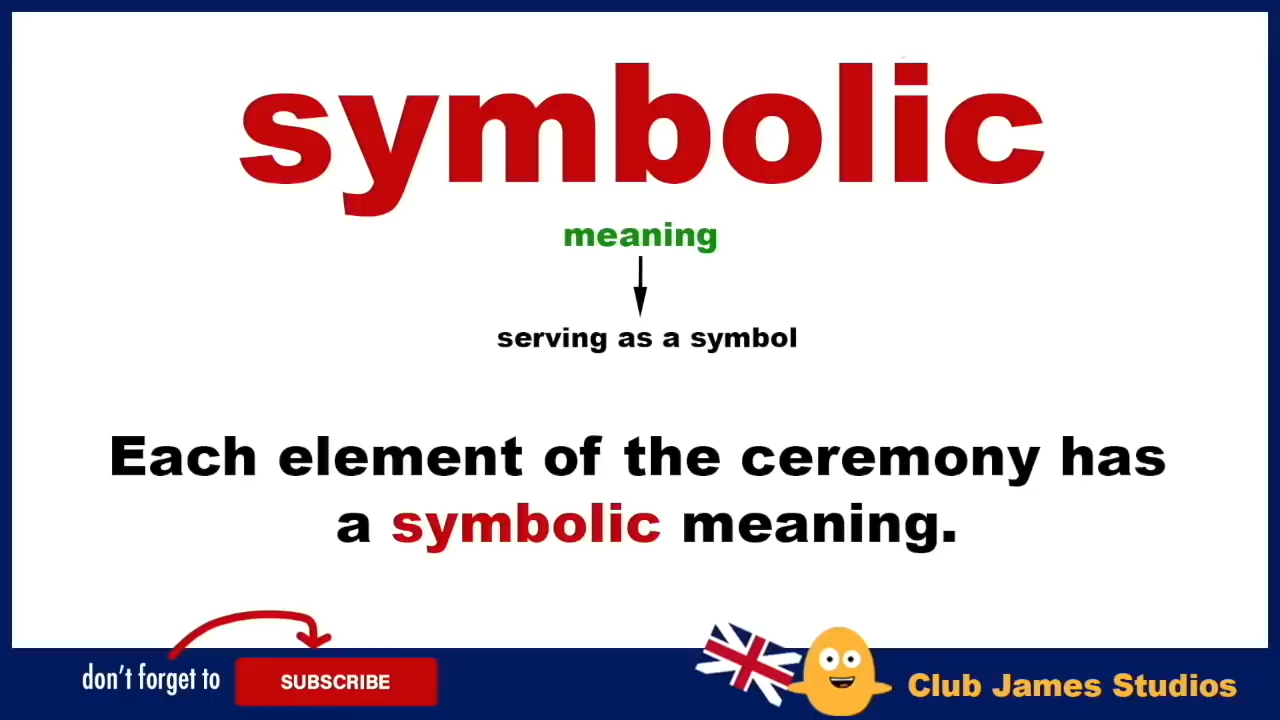 symbolic
meaning
serving as a symbol
Each element of the ceremony has
a symbolic meaning.
don't forget to
SUBSCRIBE
Club James Studios